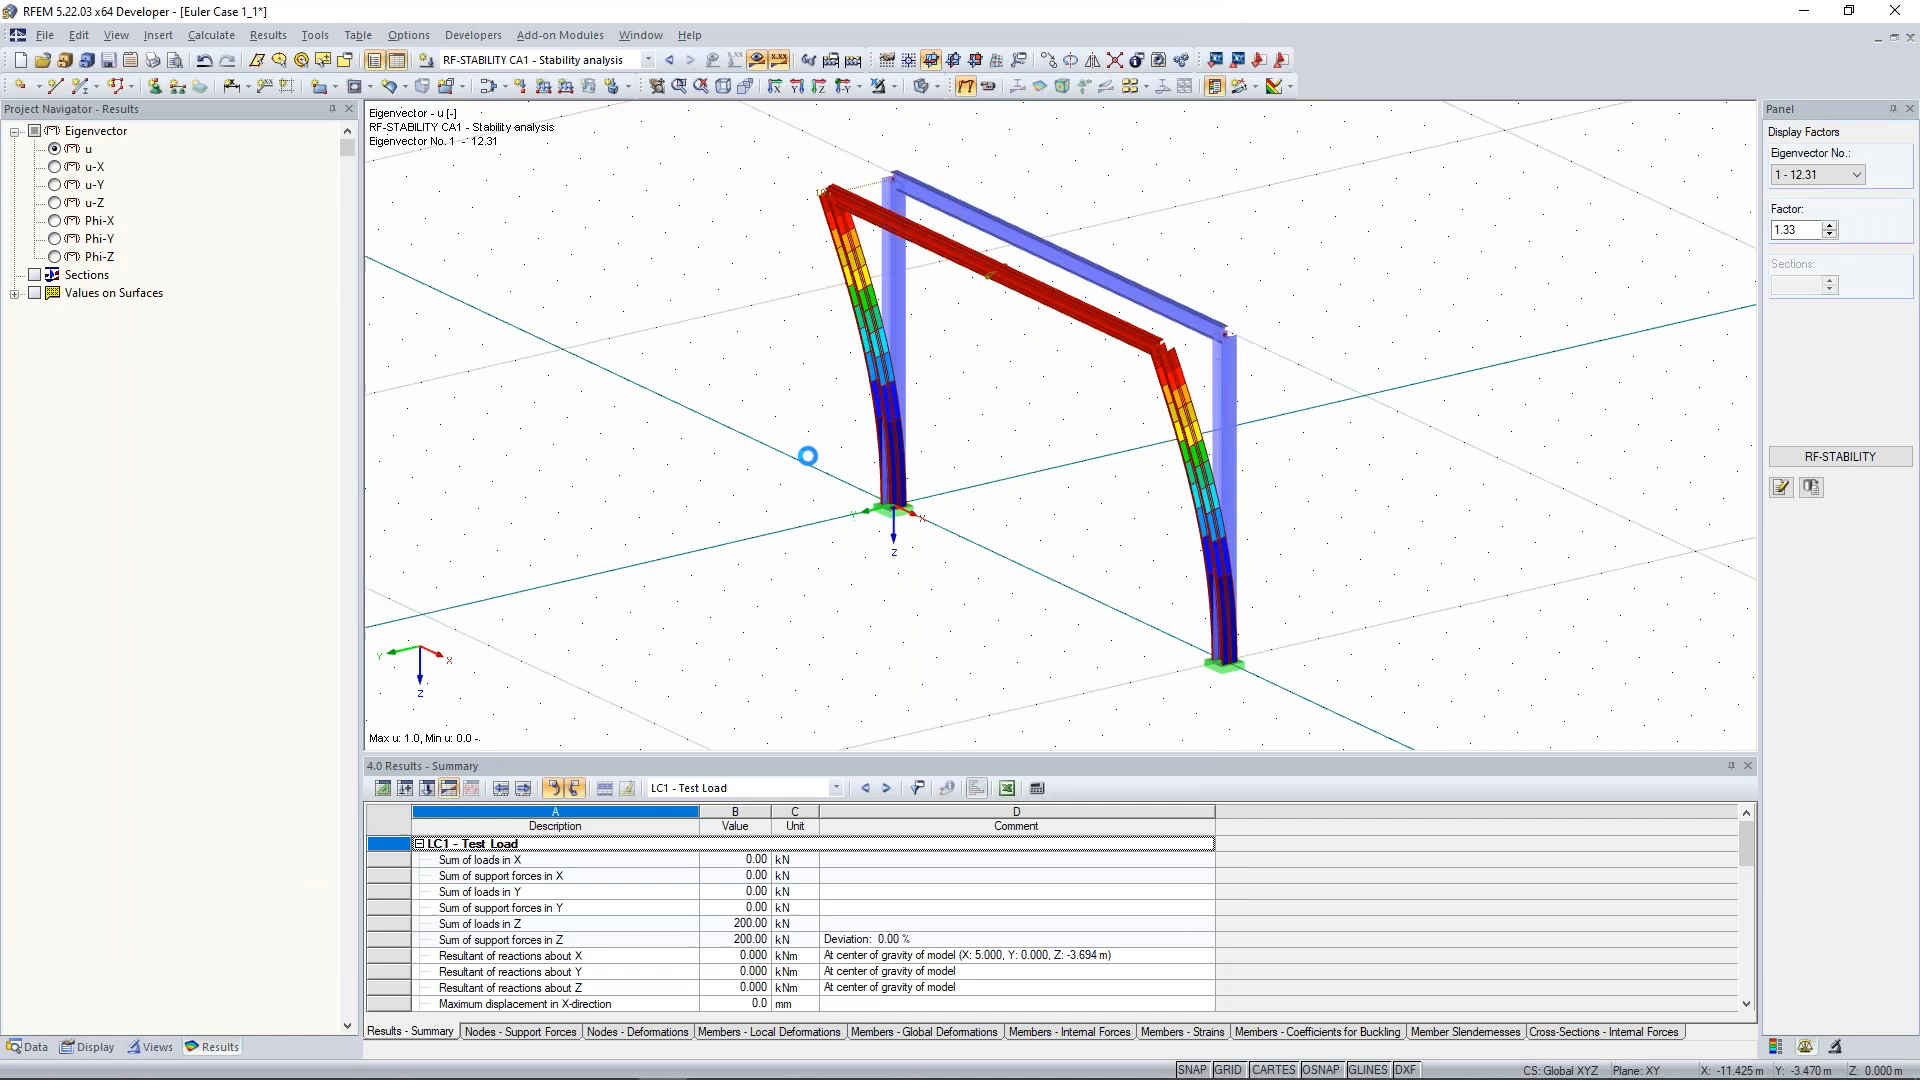 RFEM 5.22.03 x64 Developer - [Euler Case 1_1*]
File Edit View Insert Calculate Results Tools Table Options Developers Add-on Modules Window Help
RF-STABILITY CA1 - Stability analysis
Project Navigator - Results
Eigenvector
u
u-X
u-Y
u-Z
Phi-X
Phi-Y
Phi-Z
Sections
Values on Surfaces
Data Display Views Results
Eigenvector - u [-]
RF-STABILITY CA1 - Stability analysis
Eigenvector No. 1 - 12.31
Y X
Z
Y X
Z
Max u: 1.0, Min u: 0.0 -
Panel
Display Factors
Eigenvector No.:
1 - 12.31
Factor:
1.33
Sections:
RF-STABILITY
4.0 Results - Summary
LC1 - Test Load
A B C D
Description Value Unit Comment
LC1 - Test Load
Sum of loads in X 0.00 kN
Sum of support forces in X 0.00 kN
Sum of loads in Y 0.00 kN
Sum of support forces in Y 0.00 kN
Sum of loads in Z 200.00 kN
Sum of support forces in Z 200.00 kN Deviation: 0.00 %
Resultant of reactions about X 0.000 kNm At center of gravity of model (X: 5.000, Y: 0.000, Z: -3.694 m)
Resultant of reactions about Y 0.000 kNm At center of gravity of model
Resultant of reactions about Z 0.000 kNm At center of gravity of model
Maximum displacement in X-direction 0.0 mm
Results - Summary Nodes - Support Forces Nodes - Deformations Members - Local Deformations Members - Global Deformations Members - Internal Forces Members - Strains Members - Coefficients for Buckling Member Slendernesses Cross-Sections - Internal Forces
SNAP GRID CARTES OSNAP GLINES DXF CS: Global XYZ Plane: XY X: -11.425 m Y: -3.470 m Z: 0.000 m